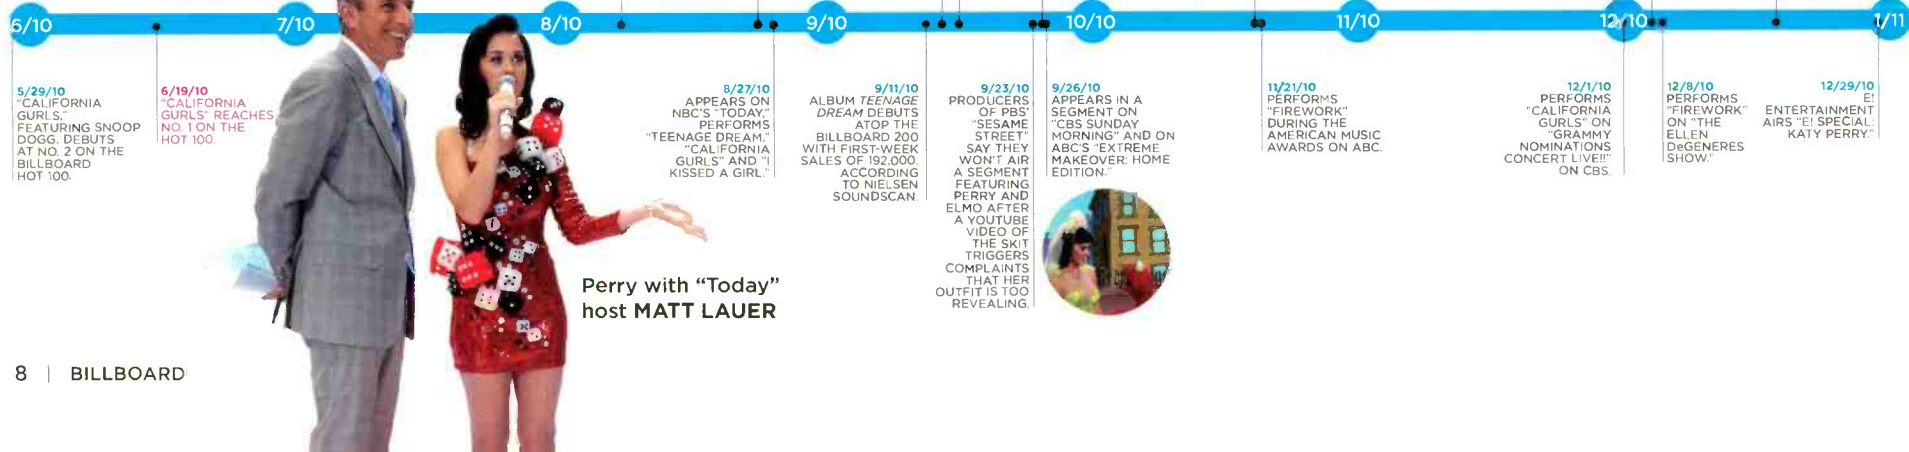 6/10 7/10 8/10 9/10 10/10 11/10 12/10 1/11
5/29/10
"CALIFORNIA
GURLS,"
FEATURING SNOOP
DOGG, DEBUTS
AT NO. 2 ON THE
BILLBOARD
HOT 100.
6/19/10
"CALIFORNIA
GURLS" REACHES
NO. 1 ON THE
HOT 100.
8/27/10
APPEARS ON
NBC'S "TODAY,"
PERFORMS
"TEENAGE DREAM,"
"CALIFORNIA
GURLS" AND "I
KISSED A GIRL."
9/11/10
ALBUM TEENAGE
DREAM DEBUTS
ATOP THE
BILLBOARD 200
WITH FIRST-WEEK
SALES OF 192,000,
ACCORDING
TO NIELSEN
SOUNDSCAN.
9/23/10
PRODUCERS
OF PBS'
"SESAME
STREET"
SAY THEY
WON'T AIR
A SEGMENT
FEATURING
PERRY AND
ELMO AFTER
A YOUTUBE
VIDEO OF
THE SKIT
TRIGGERS
COMPLAINTS
THAT HER
OUTFIT IS TOO
REVEALING.
9/26/10
APPEARS IN A
SEGMENT ON
"CBS SUNDAY
MORNING" AND ON
ABC'S "EXTREME
MAKEOVER: HOME
EDITION."
11/21/10
PERFORMS
"FIREWORK"
DURING THE
AMERICAN MUSIC
AWARDS ON ABC.
12/1/10
PERFORMS
"CALIFORNIA
GURLS" ON
"GRAMMY
NOMINATIONS
CONCERT LIVE!!"
ON CBS.
12/8/10
PERFORMS
"FIREWORK"
ON "THE
ELLEN
DeGENERES
SHOW."
12/29/10
E!
ENTERTAINMENT
AIRS "E! SPECIAL:
KATY PERRY."
Perry with "Today"
host MATT LAUER
8 | BILLBOARD